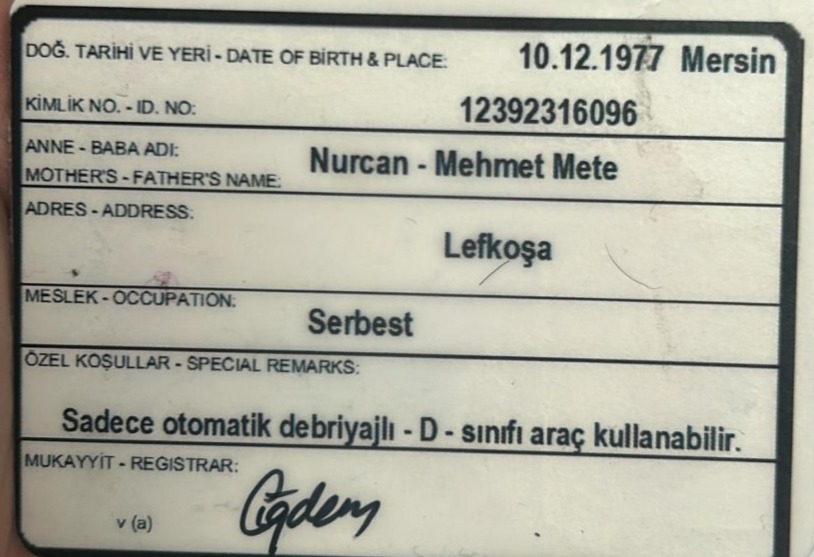 DOĞ. TARİHİ VE YERİ - DATE OF BİRTH & PLACE: 10.12.1977 Mersin
KİMLİK NO. - ID. NO: 12392316096
ANNE - BABA ADI: Nurcan - Mehmet Mete
MOTHER'S - FATHER'S NAME:
ADRES - ADDRESS:
Lefkoşa
MESLEK - OCCUPATION:
Serbest
ÖZEL KOŞULLAR - SPECIAL REMARKS:
Sadece otomatik debriyajlı - D - sınıfı araç kullanabilir.
MUKAYYİT - REGISTRAR:
v (a) Çiğdem